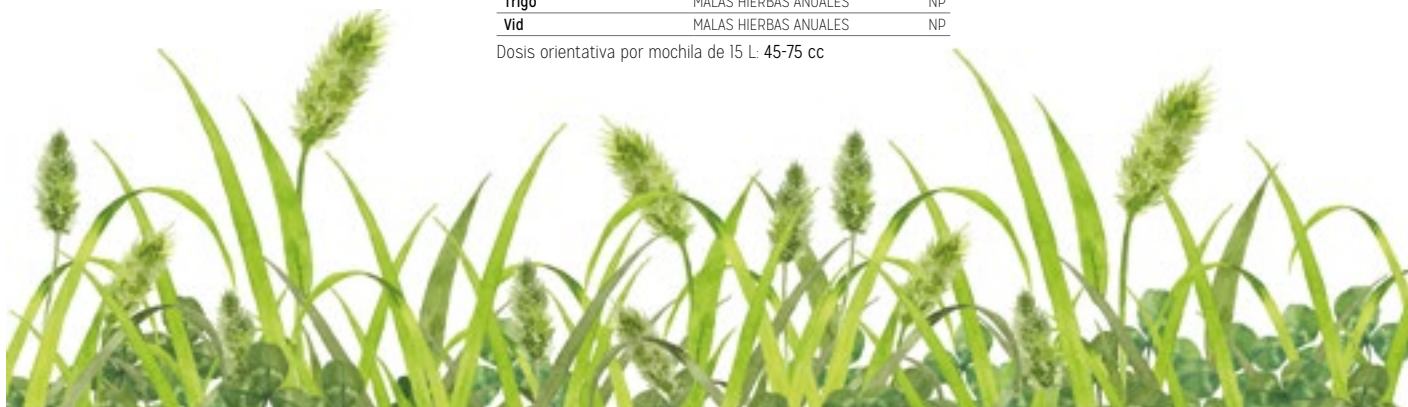 Trigo MALAS HIERBAS ANUALES NP
Vid MALAS HIERBAS ANUALES NP
Dosis orientativa por mochila de 15 L: 45-75 cc